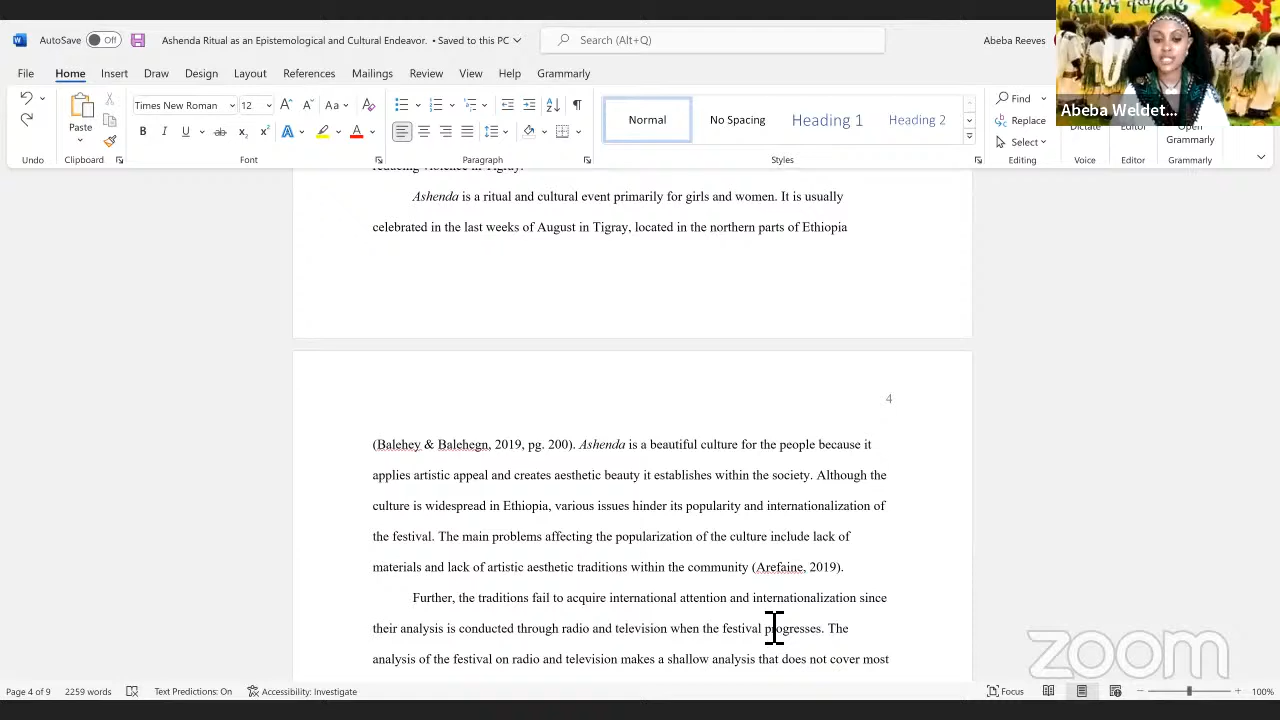 AutoSave Off Ashenda Ritual as an Epistemological and Cultural Endeavor. • Saved to this PC Search (Alt+Q) Abeba Reeves
File Home Insert Draw Design Layout References Mailings Review View Help Grammarly
Times New Roman 12 Aa Normal No Spacing Heading 1 Heading 2 Find
Paste Replace
B I U ab x₂ x² A A Select
Undo Clipboard Font Paragraph Styles Editing Voice Editor Grammarly
Dictate Editor Open Grammarly
Abeba Weldet...
reducing violence in Tigray.
Ashenda is a ritual and cultural event primarily for girls and women. It is usually
celebrated in the last weeks of August in Tigray, located in the northern parts of Ethiopia
4
(Balehey & Balehegn, 2019, pg. 200). Ashenda is a beautiful culture for the people because it
applies artistic appeal and creates aesthetic beauty it establishes within the society. Although the
culture is widespread in Ethiopia, various issues hinder its popularity and internationalization of
the festival. The main problems affecting the popularization of the culture include lack of
materials and lack of artistic aesthetic traditions within the community (Arefaine, 2019).
Further, the traditions fail to acquire international attention and internationalization since
their analysis is conducted through radio and television when the festival progresses. The
analysis of the festival on radio and television makes a shallow analysis that does not cover most
zoom
Page 4 of 9 2259 words Text Predictions: On Accessibility: Investigate Focus 100%